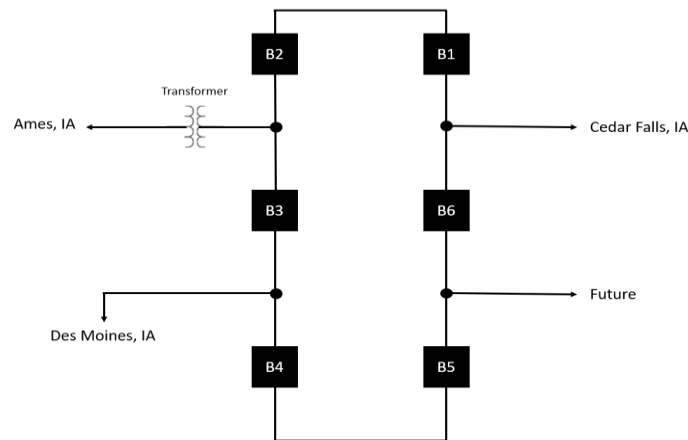 B2
B1
Transformer
Ames, IA
Cedar Falls, IA
B3
B6
Future
Des Moines, IA
B4
B5